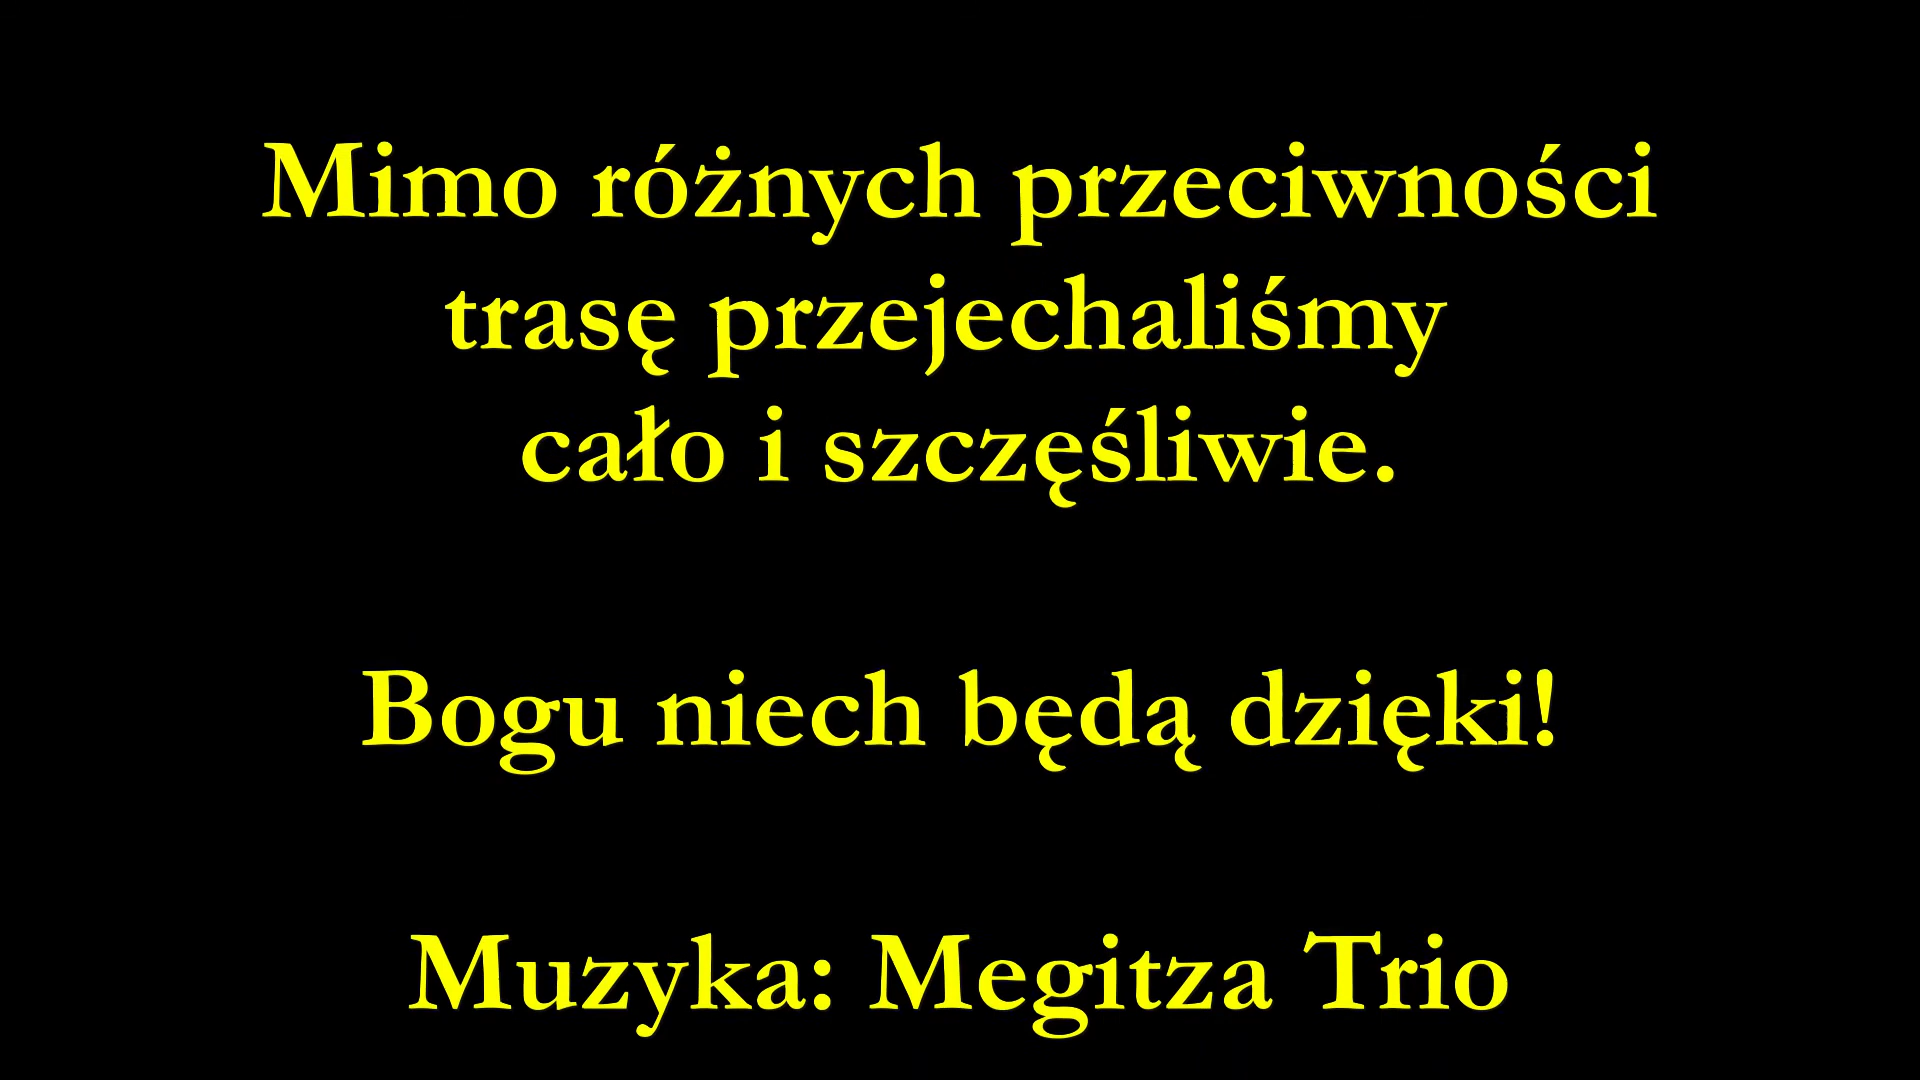 Mimo różnych przeciwności
trasę przejechaliśmy
cało i szczęśliwie.
Bogu niech będą dzięki!
Muzyka: Megitza Trio